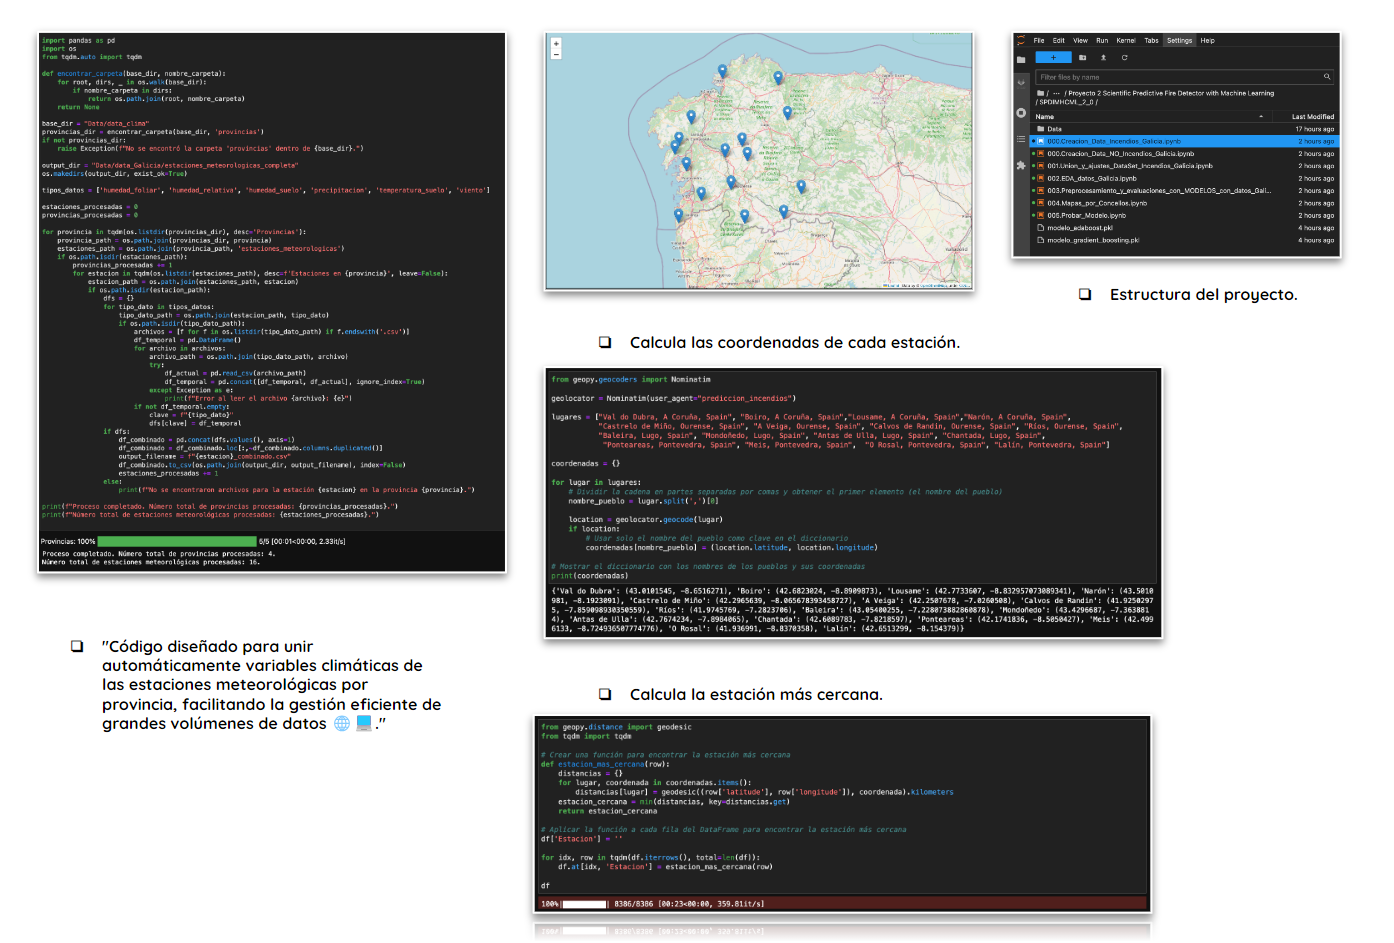 import pandas as pd
import os
from tqdm.auto import tqdm
def encontrar_carpeta(base_dir, nombre_carpeta):
for root, dirs, _ in os.walk(base_dir):
if nombre_carpeta in dirs:
return os.path.join(root, nombre_carpeta)
return None
base_dir = "Data/data_clima"
provincias_dir = encontrar_carpeta(base_dir, 'provincias')
if not provincias_dir:
raise Exception(f"No se encontró la carpeta 'provincias' dentro de {base_dir}.")
output_dir = "Data/data_Galicia/estaciones_meteorologicas_completa"
os.makedirs(output_dir, exist_ok=True)
tipos_datos = ['humedad_foliar', 'humedad_relativa', 'humedad_suelo', 'precipitacion', 'temperatura_suelo', 'viento']
estaciones_procesadas = 0
provincias_procesadas = 0
for provincia in tqdm(os.listdir(provincias_dir), desc='Provincias'):
provincia_path = os.path.join(provincias_dir, provincia)
estaciones_path = os.path.join(provincia_path, 'estaciones_meteorologicas')
if os.path.isdir(estaciones_path):
provincias_procesadas += 1
for estacion in tqdm(os.listdir(estaciones_path), desc=f'Estaciones en {provincia}', leave=False):
estacion_path = os.path.join(estaciones_path, estacion)
if os.path.isdir(estacion_path):
dfs = {}
for tipo_dato in tipos_datos:
tipo_dato_path = os.path.join(estacion_path, tipo_dato)
if os.path.isdir(tipo_dato_path):
archivos = [f for f in os.listdir(tipo_dato_path) if f.endswith('.csv')]
df_temporal = pd.DataFrame()
for archivo in archivos:
archivo_path = os.path.join(tipo_dato_path, archivo)
try:
df_actual = pd.read_csv(archivo_path)
df_temporal = pd.concat([df_temporal, df_actual], ignore_index=True)
except Exception as e:
print(f"Error al leer el archivo {archivo}: {e}")
if not df_temporal.empty:
clave = f"{tipo_dato}"
dfs[clave] = df_temporal
if dfs:
df_combinado = pd.concat(dfs.values(), axis=1)
df_combinado = df_combinado.loc[:,~df_combinado.columns.duplicated()]
output_filename = f"{estacion}_combinado.csv"
df_combinado.to_csv(os.path.join(output_dir, output_filename), index=False)
estaciones_procesadas += 1
else:
print(f"No se encontraron archivos para la estación {estacion} en la provincia {provincia}.")
print(f"Proceso completado. Número total de provincias procesadas: {provincias_procesadas}.")
print(f"Número total de estaciones meteorológicas procesadas: {estaciones_procesadas}.")
Provincias: 100% 5/5 [00:01<00:00, 2.33it/s]
Proceso completado. Número total de provincias procesadas: 4.
Número total de estaciones meteorológicas procesadas: 16.
❑ "Código diseñado para unir
automáticamente variables climáticas de
las estaciones meteorológicas por
provincia, facilitando la gestión eficiente de
grandes volúmenes de datos 🌐 💻."
+
−
❑ Calcula las coordenadas de cada estación.
from geopy.geocoders import Nominatim
geolocator = Nominatim(user_agent="prediccion_incendios")
lugares = ["Val do Dubra, A Coruña, Spain", "Boiro, A Coruña, Spain","Lousame, A Coruña, Spain","Narón, A Coruña, Spain",
"Castrelo de Miño, Ourense, Spain", "A Veiga, Ourense, Spain", "Calvos de Randin, Ourense, Spain", "Ríos, Ourense, Spain",
"Baleira, Lugo, Spain", "Mondoñedo, Lugo, Spain", "Antas de Ulla, Lugo, Spain", "Chantada, Lugo, Spain",
"Ponteareas, Pontevedra, Spain", "Meis, Pontevedra, Spain", "O Rosal, Pontevedra, Spain", "Lalín, Pontevedra, Spain"]
coordenadas = {}
for lugar in lugares:
# Dividir la cadena en partes separadas por comas y obtener el primer elemento (el nombre del pueblo)
nombre_pueblo = lugar.split(',')[0]
location = geolocator.geocode(lugar)
if location:
# Usar solo el nombre del pueblo como clave en el diccionario
coordenadas[nombre_pueblo] = (location.latitude, location.longitude)
# Mostrar el diccionario con los nombres de los pueblos y sus coordenadas
print(coordenadas)
{'Val do Dubra': (43.0101545, -8.6516271), 'Boiro': (42.6823024, -8.8909873), 'Lousame': (42.7733607, -8.832957073089341), 'Narón': (43.5010
981, -8.1923091), 'Castrelo de Miño': (42.2965639, -8.065678393458727), 'A Veiga': (42.2507678, -7.0260508), 'Calvos de Randin': (41.9250297
5, -7.859098930350559), 'Ríos': (41.9745769, -7.2823706), 'Baleira': (43.05400255, -7.228073882860878), 'Mondoñedo': (43.4296687, -7.363881
4), 'Antas de Ulla': (42.7674234, -7.8984065), 'Chantada': (42.6089783, -7.8218597), 'Ponteareas': (42.1741836, -8.5050427), 'Meis': (42.499
6133, -8.724936507774776), 'O Rosal': (41.936991, -8.8370358), 'Lalín': (42.6513299, -8.154379)}
❑ Calcula la estación más cercana.
from geopy.distance import geodesic
from tqdm import tqdm
# Crear una función para encontrar la estación más cercana
def estacion_mas_cercana(row):
distancias = {}
for lugar, coordenada in coordenadas.items():
distancias[lugar] = geodesic((row['latitude'], row['longitude']), coordenada).kilometers
estacion_cercana = min(distancias, key=distancias.get)
return estacion_cercana
# Aplicar la función a cada fila del DataFrame para encontrar la estación más cercana
df['Estacion'] = ''
for idx, row in tqdm(df.iterrows(), total=len(df)):
df.at[idx, 'Estacion'] = estacion_mas_cercana(row)
df
100%| | 8386/8386 [00:23<00:00, 359.81it/s]
File Edit View Run Kernel Tabs Settings Help
+
Filter files by name
/ ··· / Proyecto 2 Scientific Predictive Fire Detector with Machine Learning
/ SPDIMHCML_2_0 /
Name Last Modified
Data 17 hours ago
000.Creacion_Data_Incendios_Galicia.ipynb 2 hours ago
000.Creacion_Data_NO_Incendios_Galicia.ipynb 2 hours ago
001.Union_y_ajustes_DataSet_Incendios_Galicia.ipynb 2 hours ago
002.EDA_datos_Galicia.ipynb 2 hours ago
003.Preprocesamiento_y_evaluaciones_con_MODELOS_con_datos_Gali... 2 hours ago
004.Mapas_por_Concellos.ipynb 2 hours ago
005.Probar_Modelo.ipynb 2 hours ago
modelo_adaboost.pkl 4 hours ago
modelo_gradient_boosting.pkl 4 hours ago
❑ Estructura del proyecto.